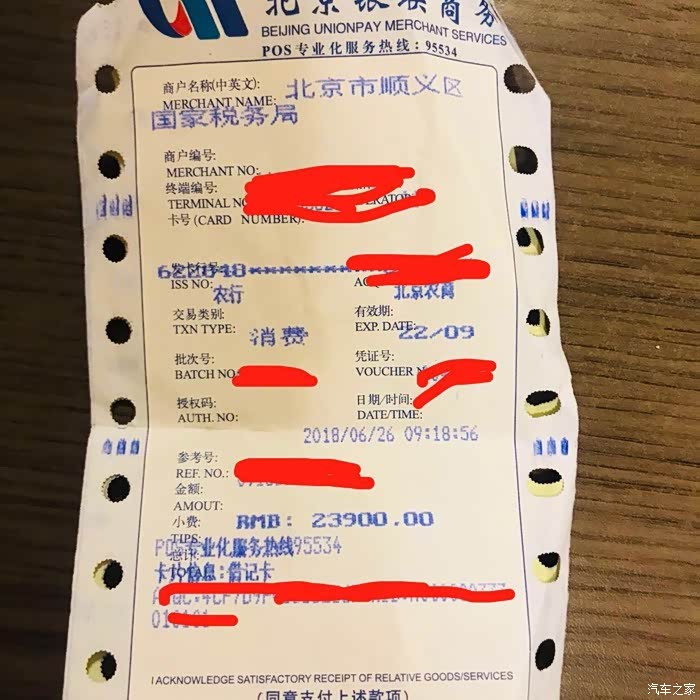 北京银联商务
BEIJING UNIONPAY MERCHANT SERVICES
POS专业化服务热线：95534
商户名称(中英文): 北京市顺义区
MERCHANT NAME:
国家税务局
商户编号:
MERCHANT NO:
终端编号:
TERMINAL NO
卡号 (CARD NUMBER):
发卡行号:
622848*******
ISS NO:
农行 北京农商
交易类别: 有效期:
TXN TYPE: 消费 EXP. DATE: 22/09
批次号: 凭证号:
BATCH NO: VOUCHER
授权码: 日期/时间:
AUTH. NO: DATE/TIME:
2018/06/26 09:18:56
参考号:
REF. NO.:
金额:
AMOUT:
小费: RMB: 23900.00
TIPS:
POS专业化服务热线95534
总计:
卡片信息:借记卡
TOTAL:
I ACKNOWLEDGE SATISFACTORY RECEIPT OF RELATIVE GOODS/SERVICES
(同意支付上述款项)
汽车之家